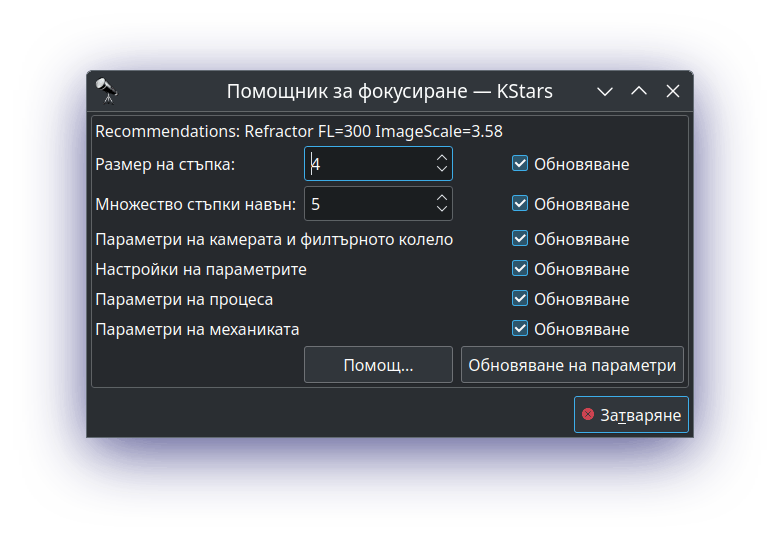 Помощник за фокусиране — KStars
Recommendations: Refractor FL=300 ImageScale=3.58
Размер на стъпка: 4 Обновяване
Множество стъпки навън: 5 Обновяване
Параметри на камерата и филтърното колело Обновяване
Настройки на параметрите Обновяване
Параметри на процеса Обновяване
Параметри на механиката Обновяване
Помощ... Обновяване на параметри
Затваряне